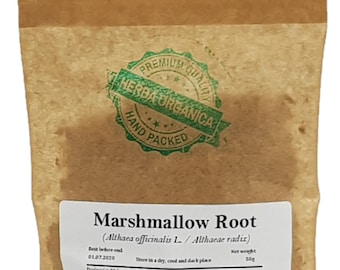 PREMIUM QUALITY
HERBA ORGANICA
HAND PACKED
Marshmallow Root
(Althaea officinalis L. / Althaeae radix)
Best before end Net weight
01.07.2020 Store in a dry, cool and dark place 50g